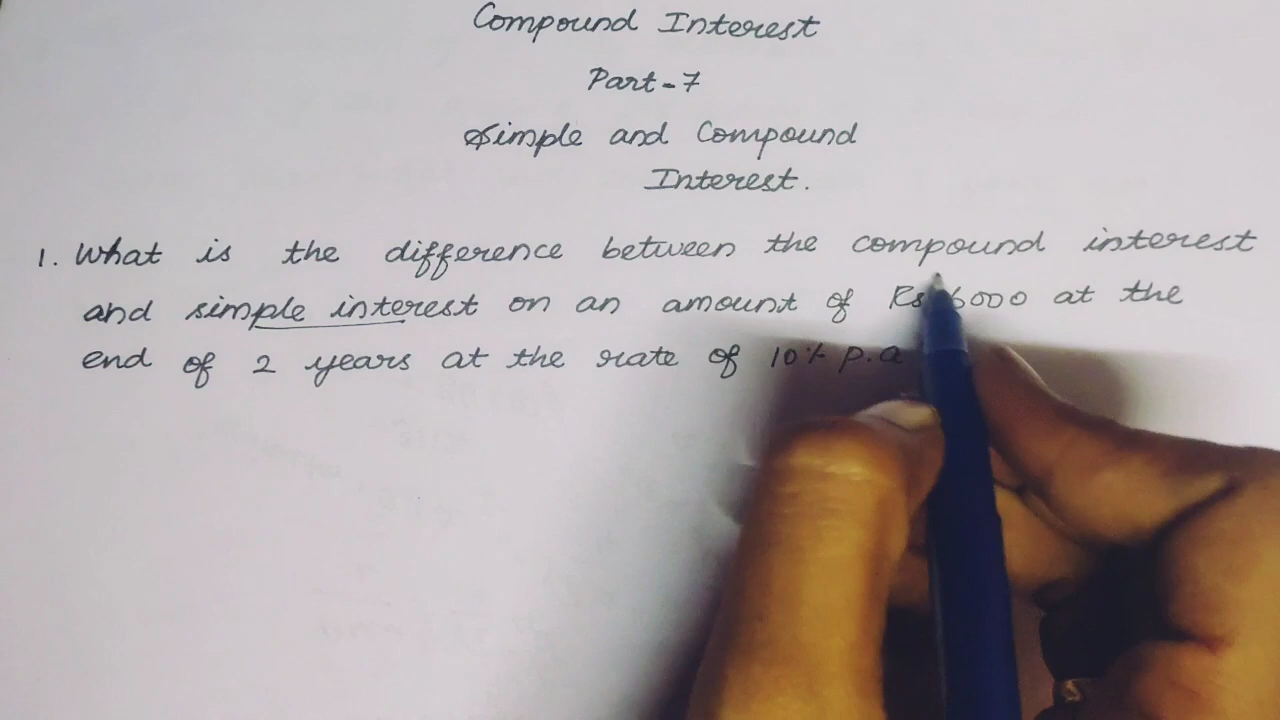 Compound Interest
Part-7
Simple and Compound
Interest.
1. What is the difference between the compound interest
and simple interest on an amount of Rs 6000 at the
end of 2 years at the rate of 10% p.a